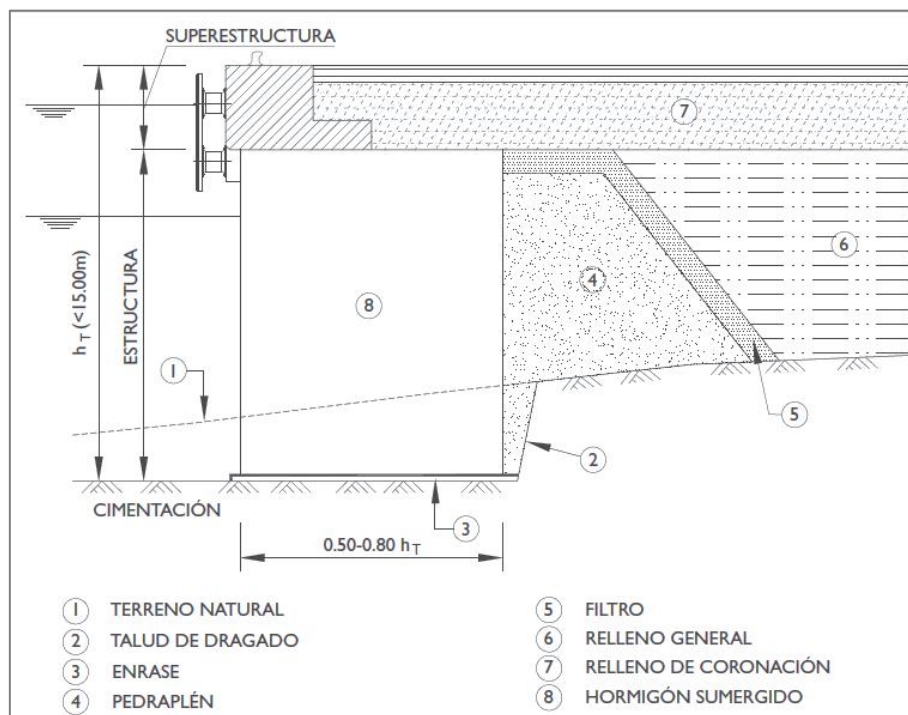 SUPERESTRUCTURA
7
h T (<15.00m)
ESTRUCTURA
6
4
8
1
5
2
CIMENTACIÓN
3
0.50-0.80 h T
1 TERRENO NATURAL
2 TALUD DE DRAGADO
3 ENRASE
4 PEDRAPLÉN
5 FILTRO
6 RELLENO GENERAL
7 RELLENO DE CORONACIÓN
8 HORMIGÓN SUMERGIDO